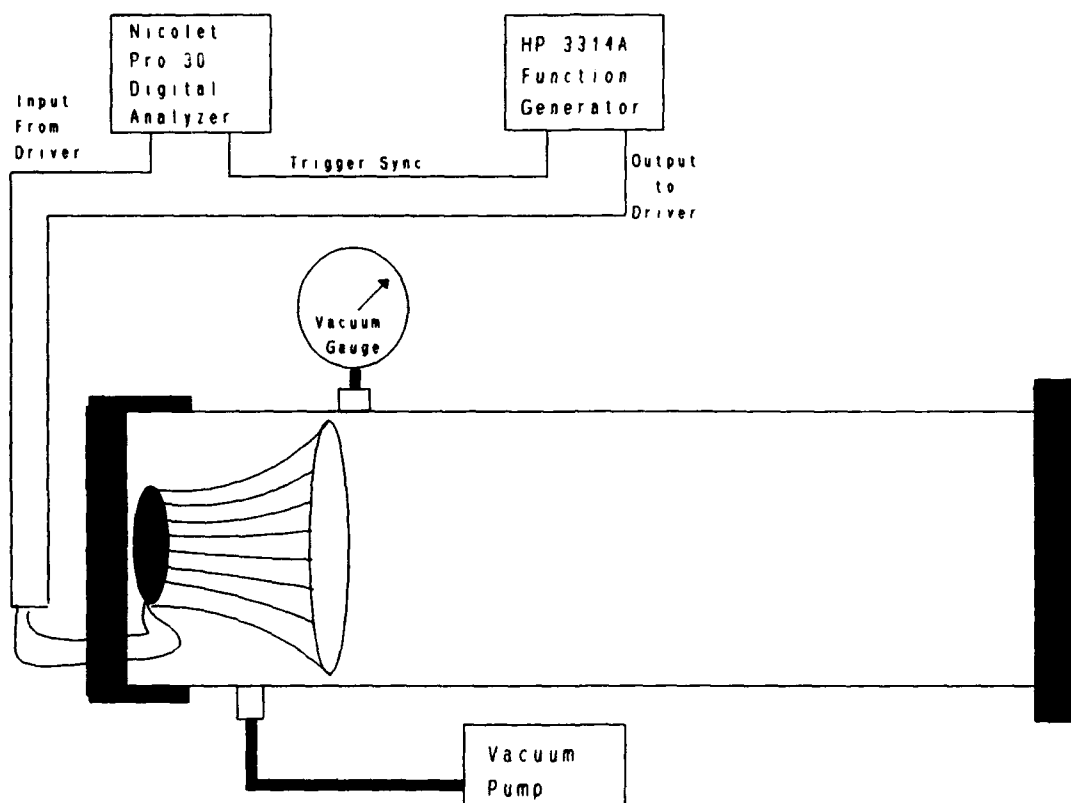 Nicolet
Pro 30
Digital
Analyzer
HP 3314A
Function
Generator
Input
From
Driver
Trigger Sync
Output
to
Driver
Vacuum
Gauge
Vacuum
Pump